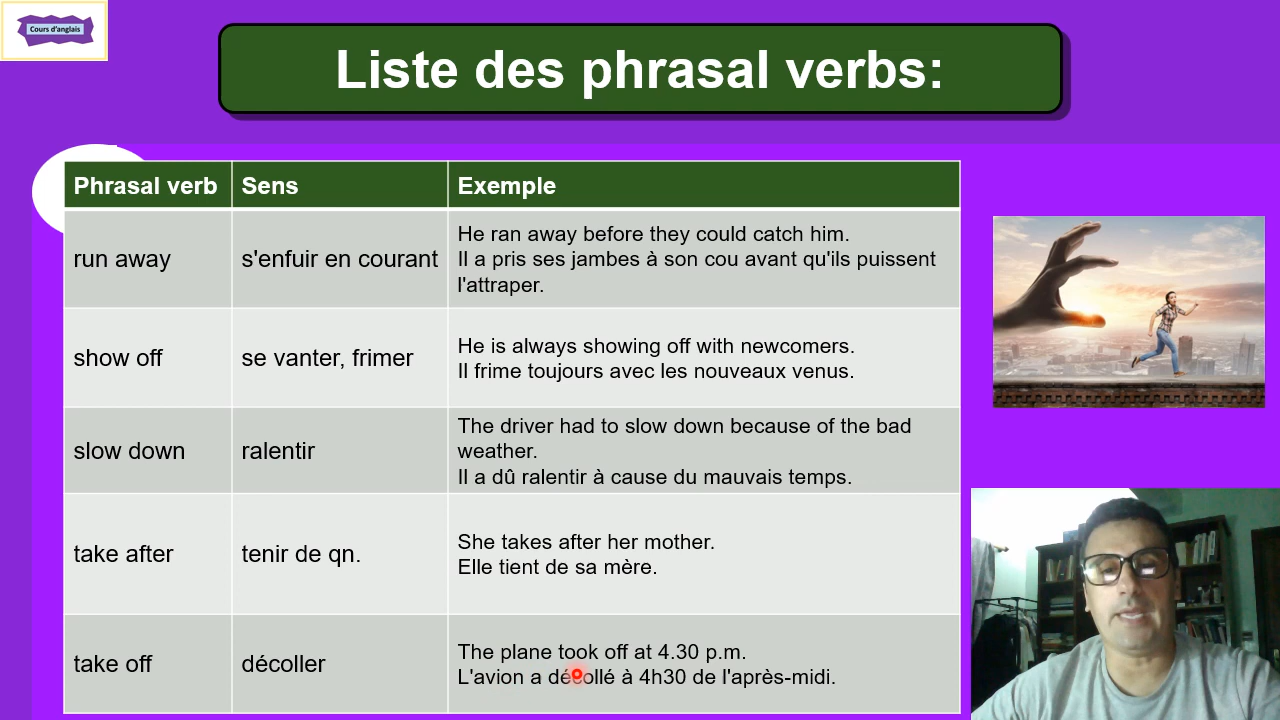 Cours d'anglais
Liste des phrasal verbs:
Phrasal verb Sens Exemple
run away s'enfuir en courant He ran away before they could catch him.
Il a pris ses jambes à son cou avant qu'ils puissent
l'attraper.
show off se vanter, frimer He is always showing off with newcomers.
Il frime toujours avec les nouveaux venus.
slow down ralentir The driver had to slow down because of the bad
weather.
Il a dû ralentir à cause du mauvais temps.
take after tenir de qn. She takes after her mother.
Elle tient de sa mère.
take off décoller The plane took off at 4.30 p.m.
L'avion a décollé à 4h30 de l'après-midi.